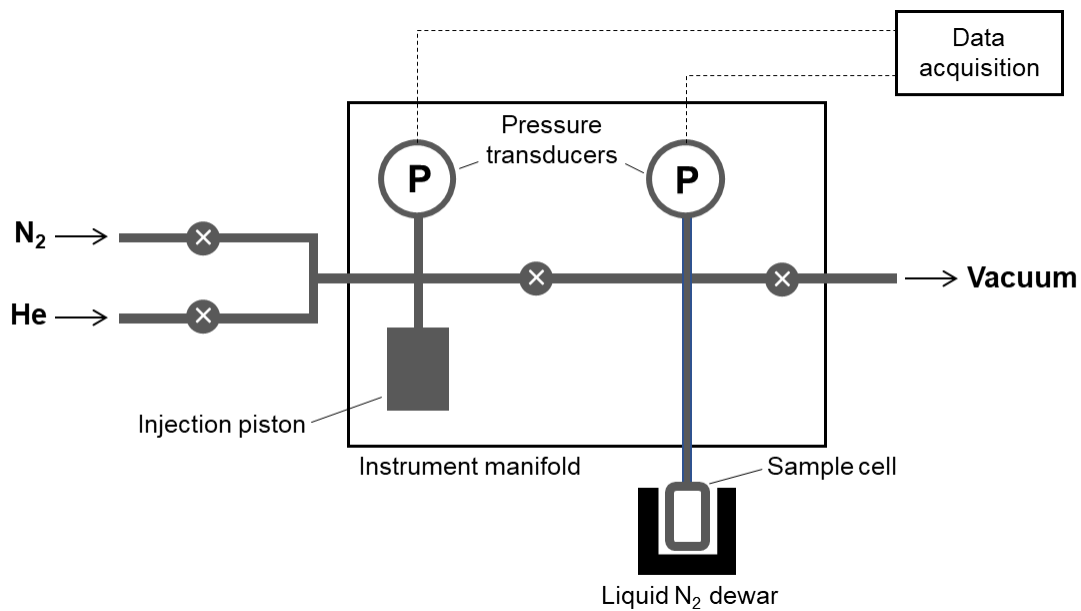 Data
acquisition
Pressure
transducers
P
P
N₂
He
Vacuum
Injection piston
Instrument manifold
Sample cell
Liquid N₂ dewar